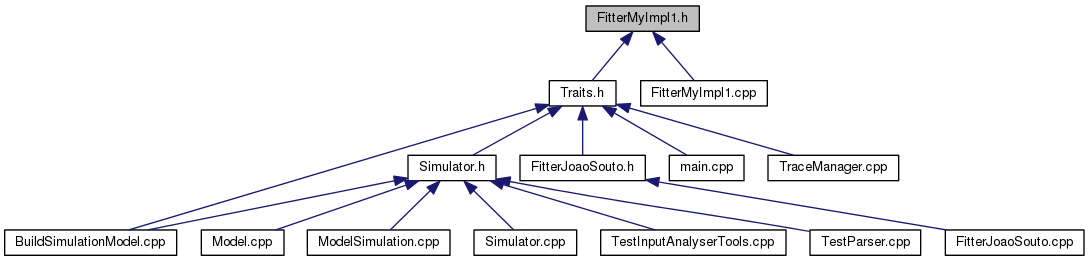 FitterMyImpl1.h
Traits.h
FitterMyImpl1.cpp
Simulator.h
FitterJoaoSouto.h
main.cpp
TraceManager.cpp
BuildSimulationModel.cpp
Model.cpp
ModelSimulation.cpp
Simulator.cpp
TestInputAnalyserTools.cpp
TestParser.cpp
FitterJoaoSouto.cpp